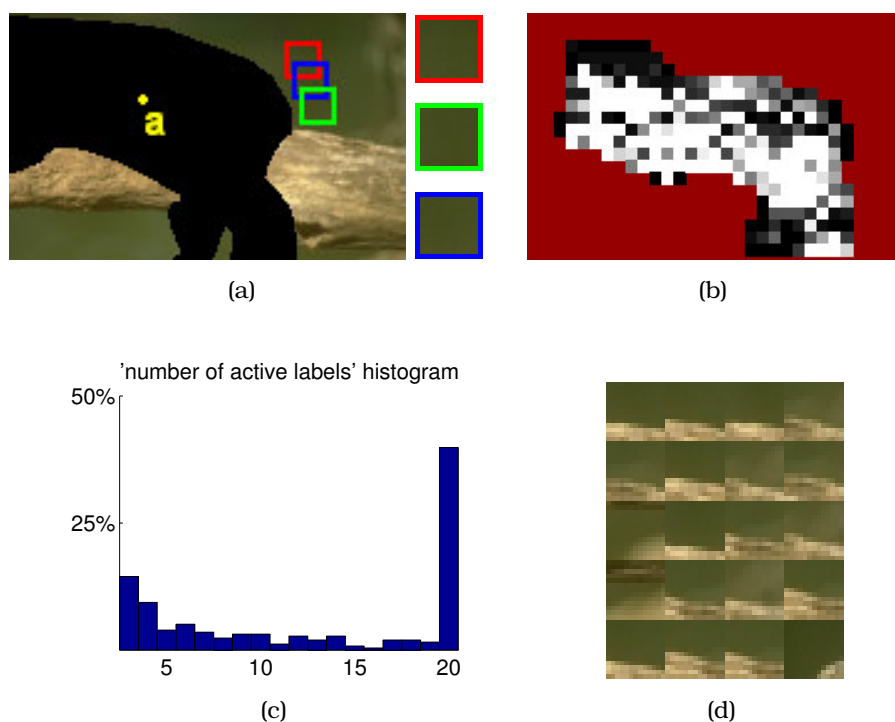 a
(a)
(b)
'number of active labels' histogram
50%
25%
5 10 15 20
(c)
(d)